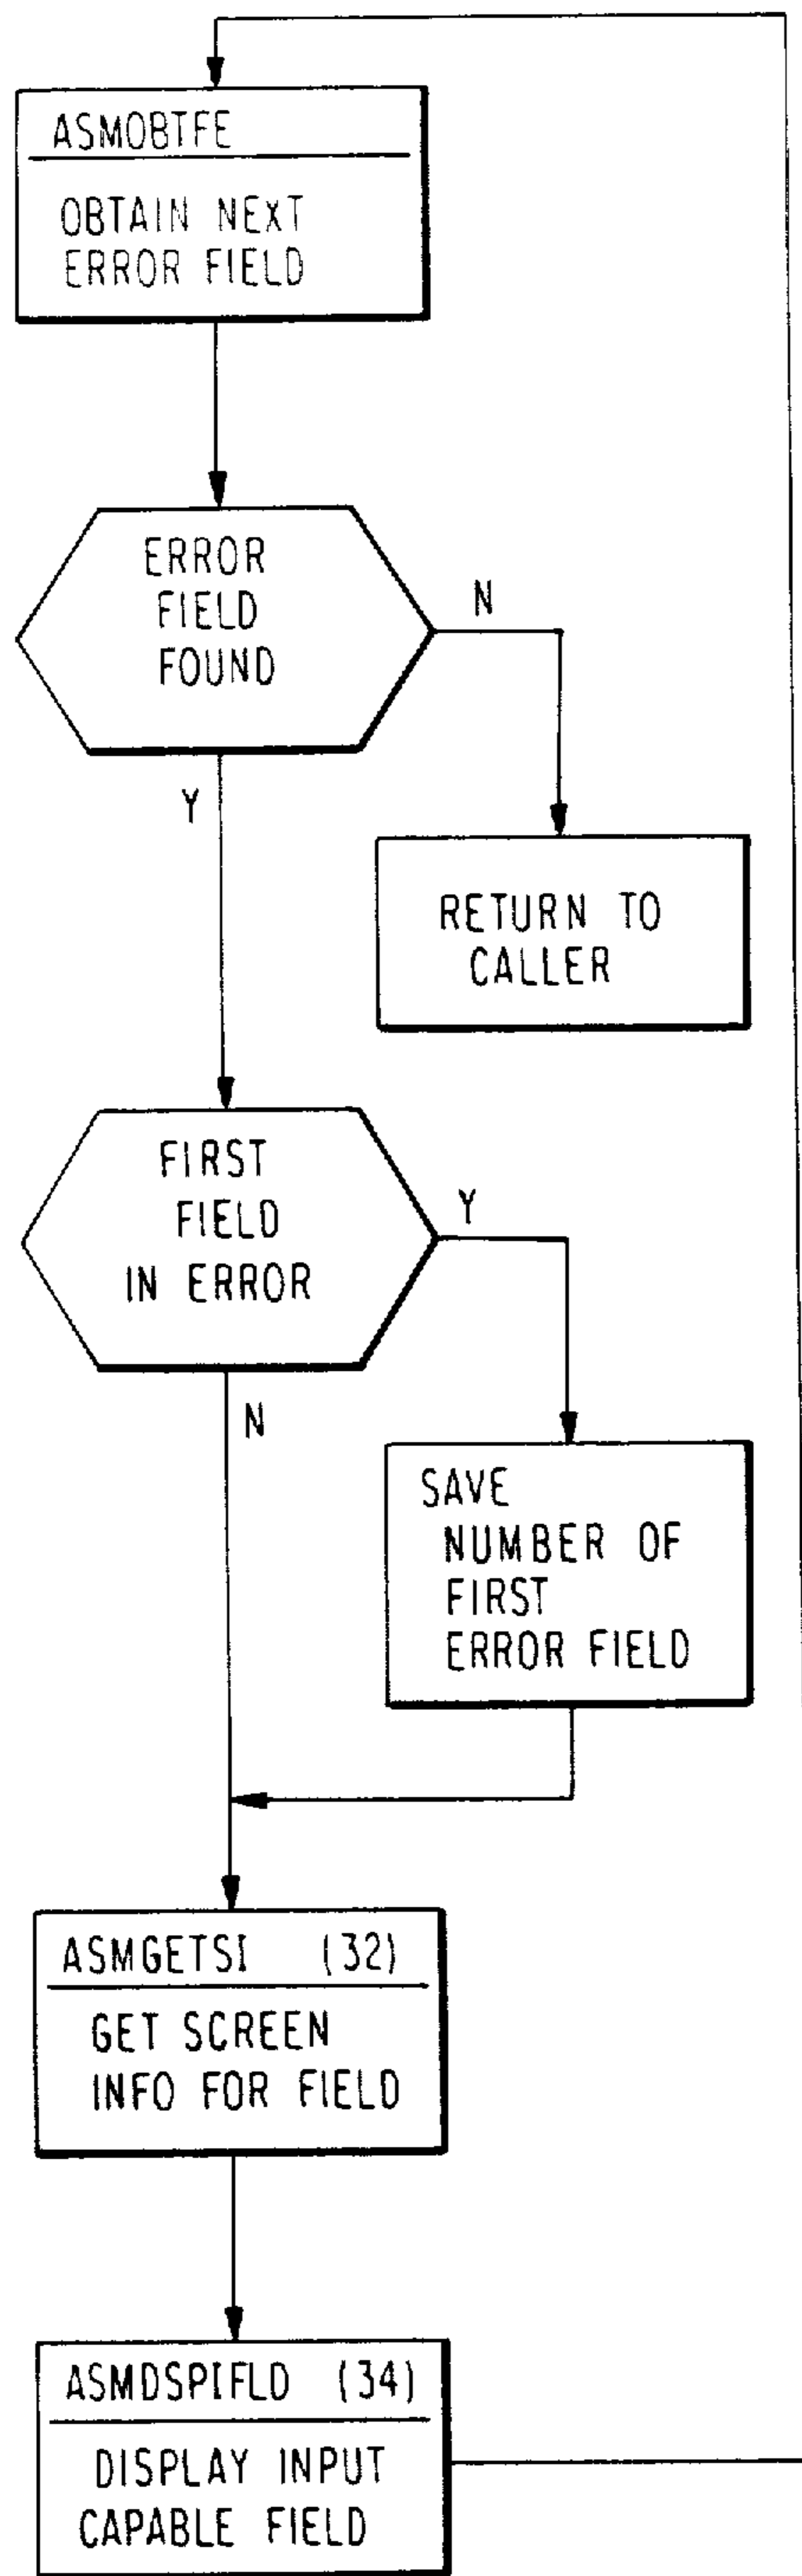 ASMOBTFE
OBTAIN NEXT
ERROR FIELD
ERROR
FIELD
FOUND
N
Y
RETURN TO
CALLER
FIRST
FIELD
IN ERROR
Y
N
SAVE
NUMBER OF
FIRST
ERROR FIELD
ASMGETSI (32)
GET SCREEN
INFO FOR FIELD
ASMDSPIFLD (34)
DISPLAY INPUT
CAPABLE FIELD